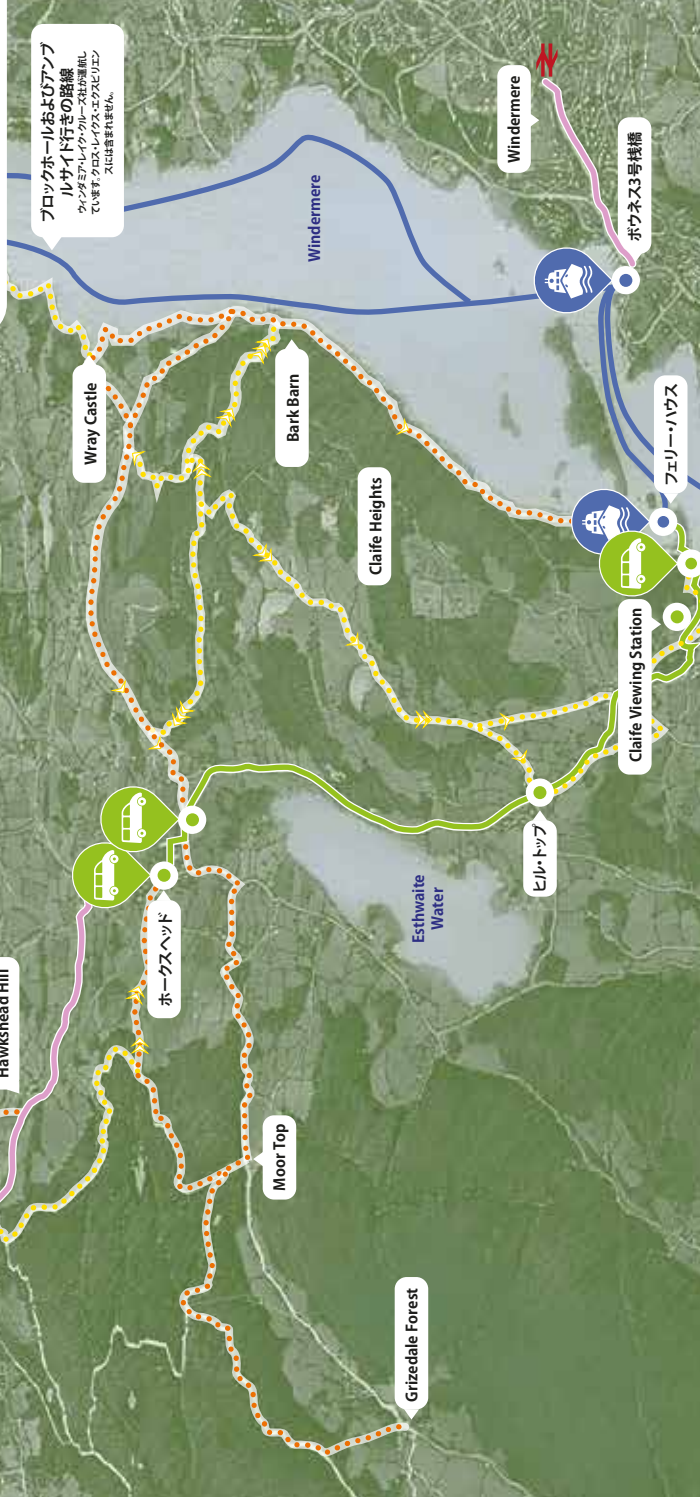 ブロックホールおよびアンブ
ルサイド行きの路線
ウィンダミア・レイク・クルーズ社が運航し
ています。クロス・レイクス・エクスピリエン
スには含まれません。
Windermere
Windermere
ボウネス3号桟橋
Wray Castle
Bark Barn
Claife Heights
フェリー・ハウス
Claife Viewing Station
ヒル・トップ
Esthwaite
Water
ホークスヘッド
Hawkshead Hill
Moor Top
Grizedale Forest